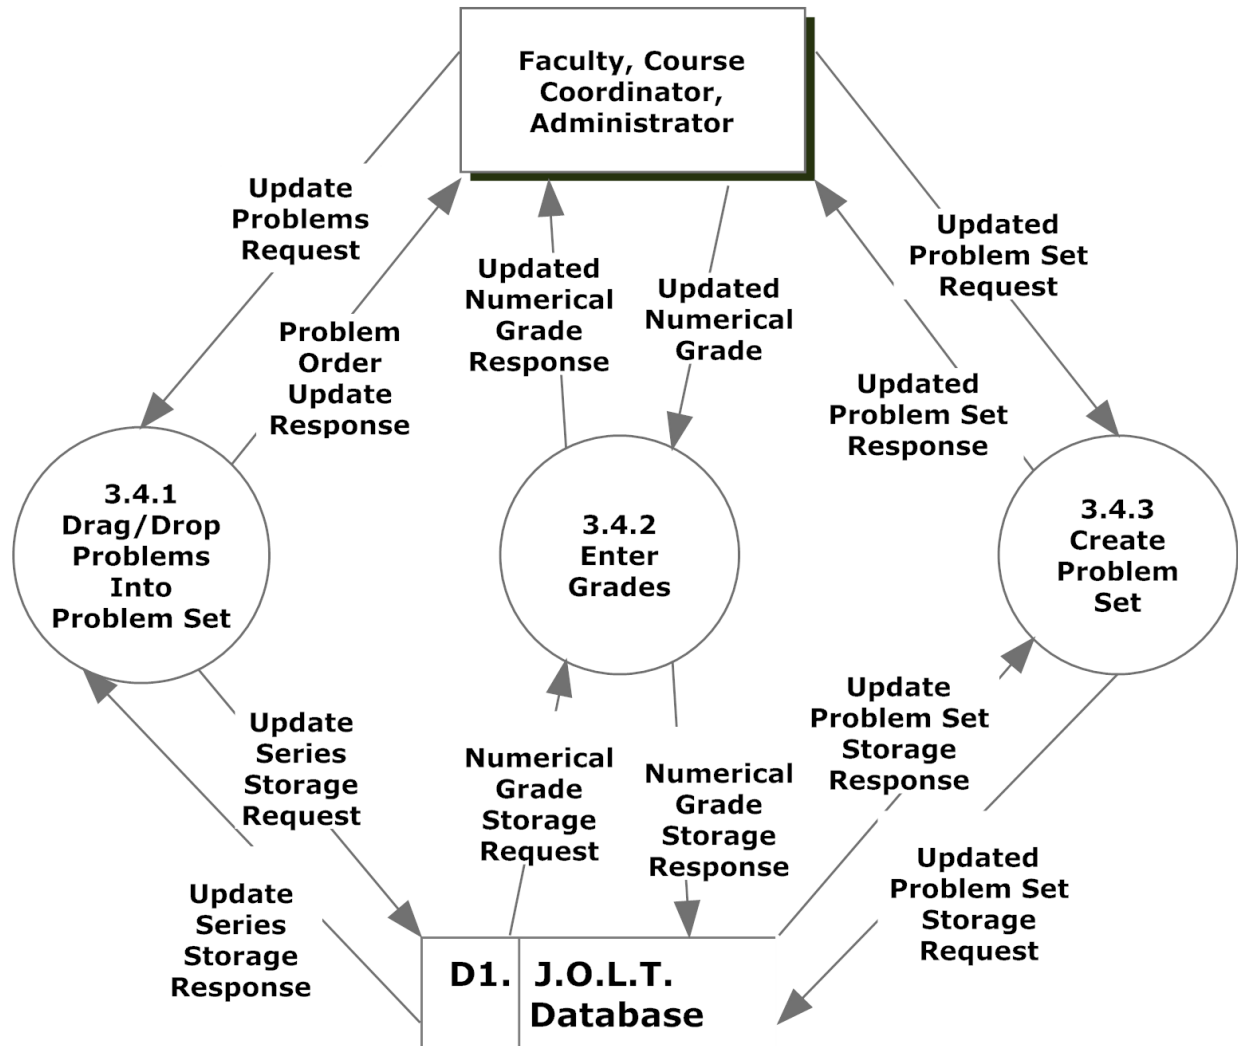 Faculty, Course
Coordinator,
Administrator
Update
Problems
Request
Problem
Order
Update
Response
Updated
Numerical
Grade
Response
Updated
Numerical
Grade
Updated
Problem Set
Request
Updated
Problem Set
Response
3.4.1
Drag/Drop
Problems
Into
Problem Set
3.4.2
Enter
Grades
3.4.3
Create
Problem
Set
Update
Series
Storage
Request
Update
Series
Storage
Response
Numerical
Grade
Storage
Request
Numerical
Grade
Storage
Response
Update
Problem Set
Storage
Response
Updated
Problem Set
Storage
Request
D1. J.O.L.T.
Database